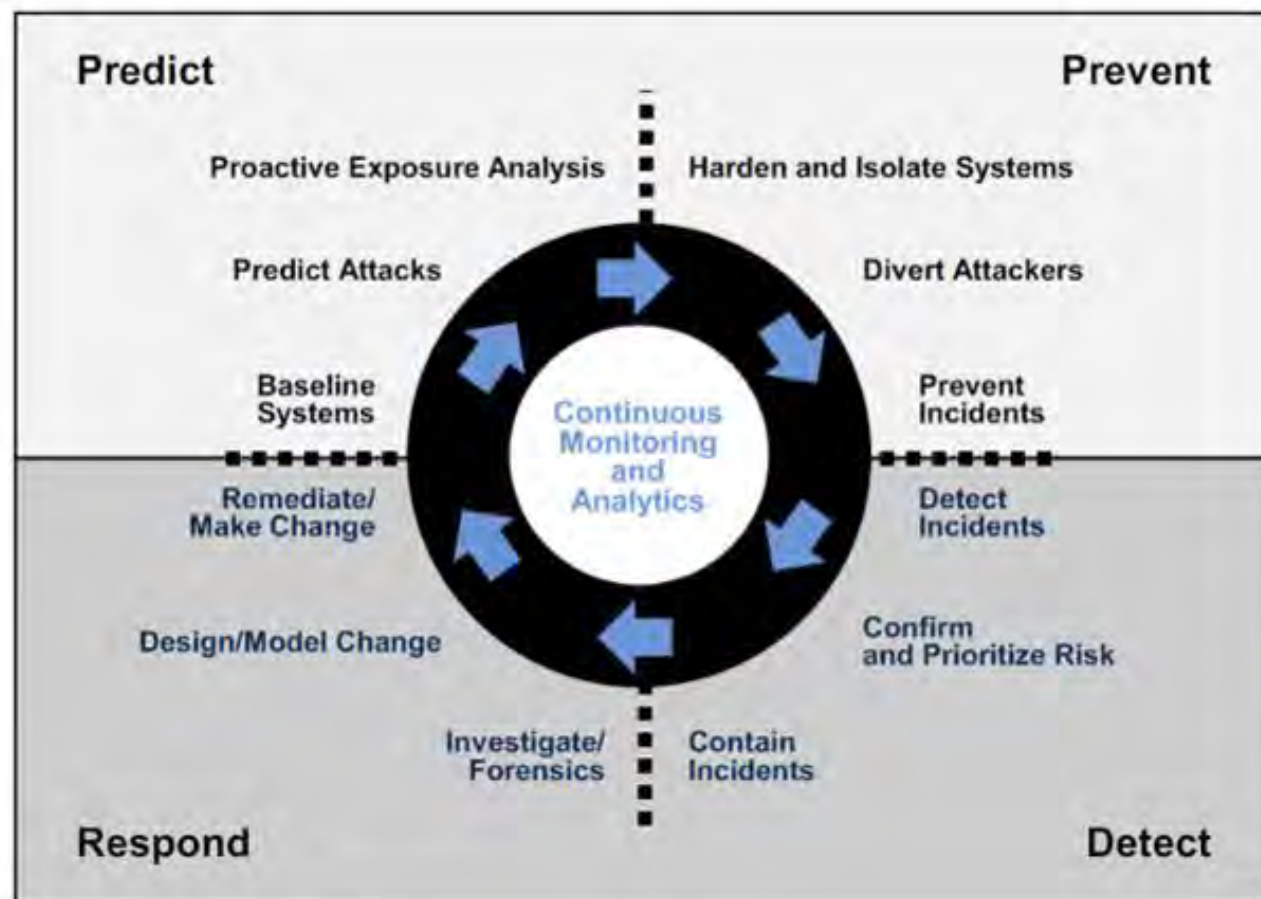 Predict
Prevent
Proactive Exposure Analysis
Harden and Isolate Systems
Predict Attacks
Divert Attackers
Baseline
Systems
Prevent
Incidents
Continuous
Monitoring
and
Analytics
Remediate/
Make Change
Detect
Incidents
Design/Model Change
Confirm
and Prioritize Risk
Investigate/
Forensics
Contain
Incidents
Respond
Detect